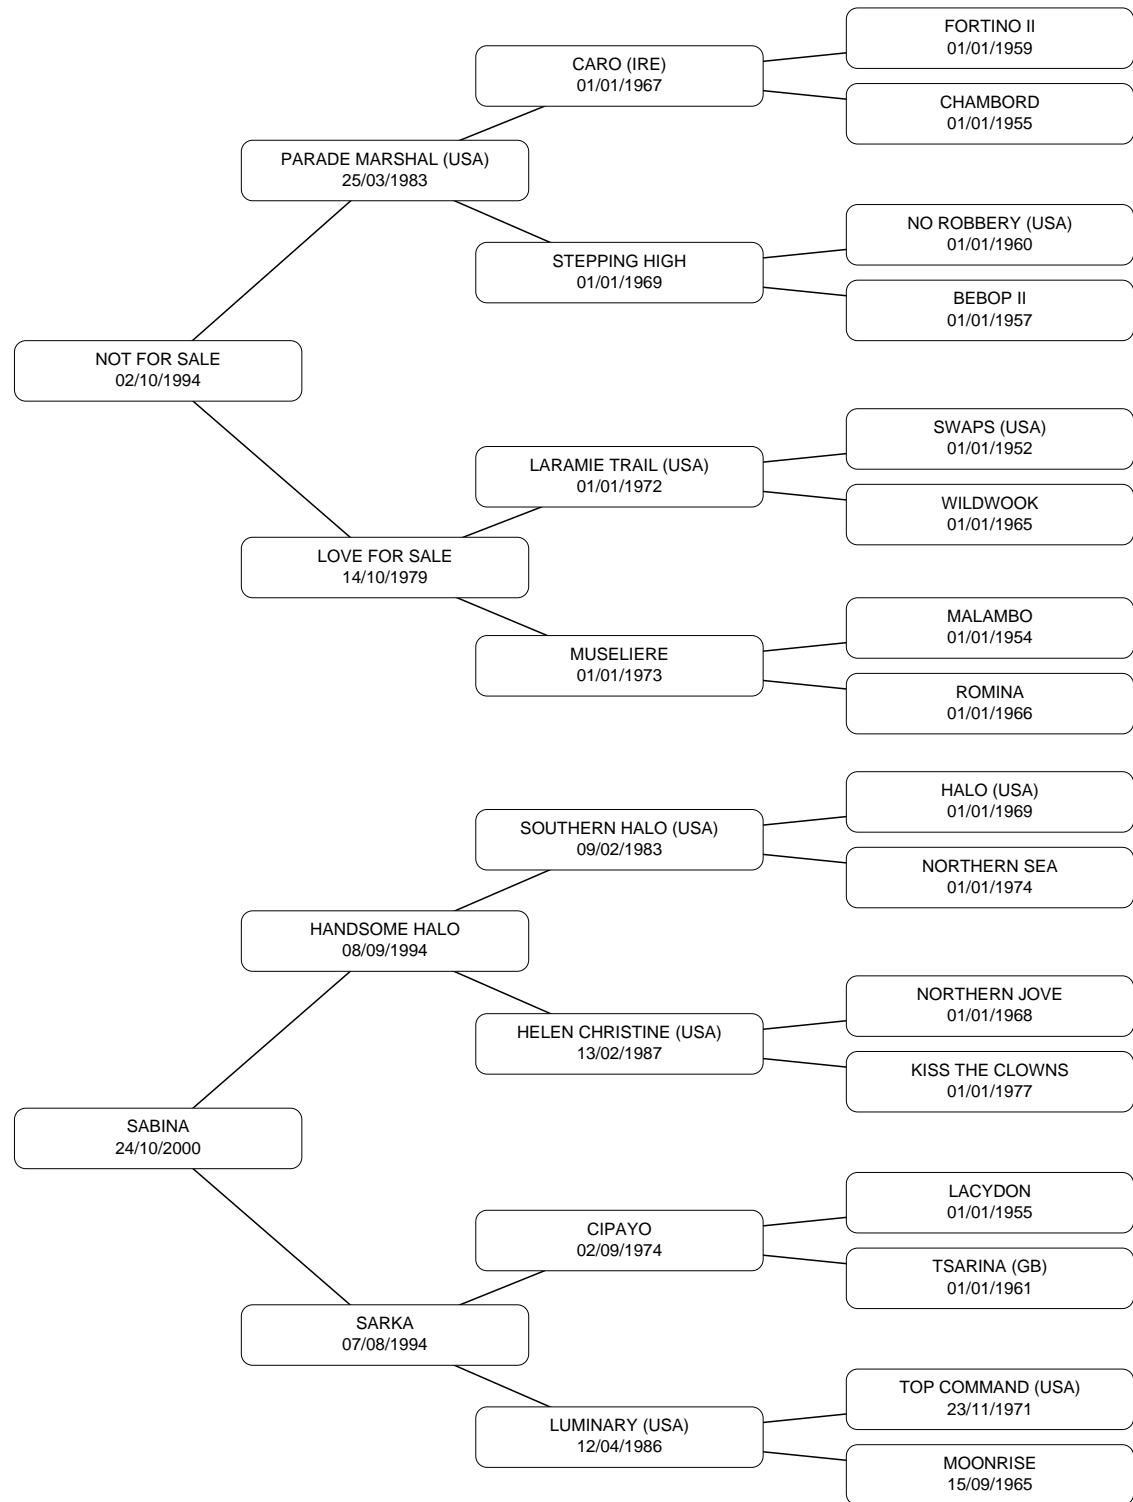 FORTINO II
01/01/1959
CARO (IRE)
01/01/1967
CHAMBORD
01/01/1955
PARADE MARSHAL (USA)
25/03/1983
NO ROBBERY (USA)
01/01/1960
STEPPING HIGH
01/01/1969
BEBOP II
01/01/1957
NOT FOR SALE
02/10/1994
SWAPS (USA)
01/01/1952
LARAMIE TRAIL (USA)
01/01/1972
WILDWOOK
01/01/1965
LOVE FOR SALE
14/10/1979
MALAMBO
01/01/1954
MUSELIERE
01/01/1973
ROMINA
01/01/1966
HALO (USA)
01/01/1969
SOUTHERN HALO (USA)
09/02/1983
NORTHERN SEA
01/01/1974
HANDSOME HALO
08/09/1994
NORTHERN JOVE
01/01/1968
HELEN CHRISTINE (USA)
13/02/1987
KISS THE CLOWNS
01/01/1977
SABINA
24/10/2000
LACYDON
01/01/1955
CIPAYO
02/09/1974
TSARINA (GB)
01/01/1961
SARKA
07/08/1994
TOP COMMAND (USA)
23/11/1971
LUMINARY (USA)
12/04/1986
MOONRISE
15/09/1965